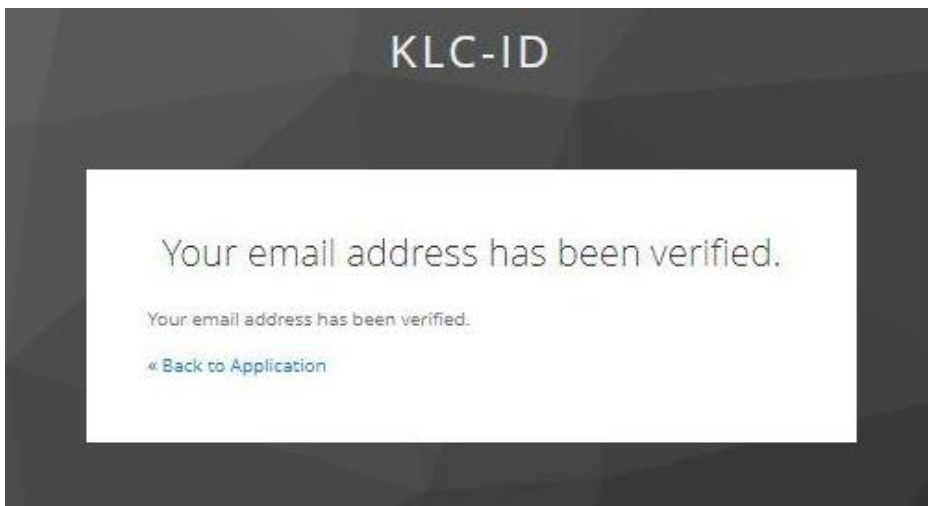 KLC-ID
Your email address has been verified.
Your email address has been verified.
« Back to Application